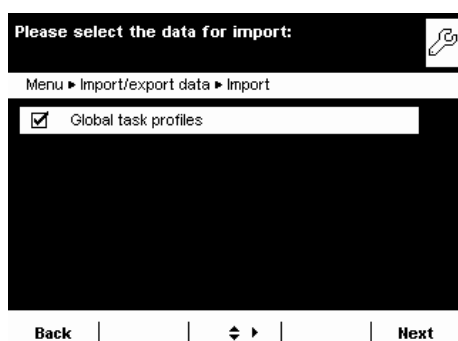 Please select the data for import:
Menu ▸ Import/export data ▸ Import
Global task profiles
Back
Next